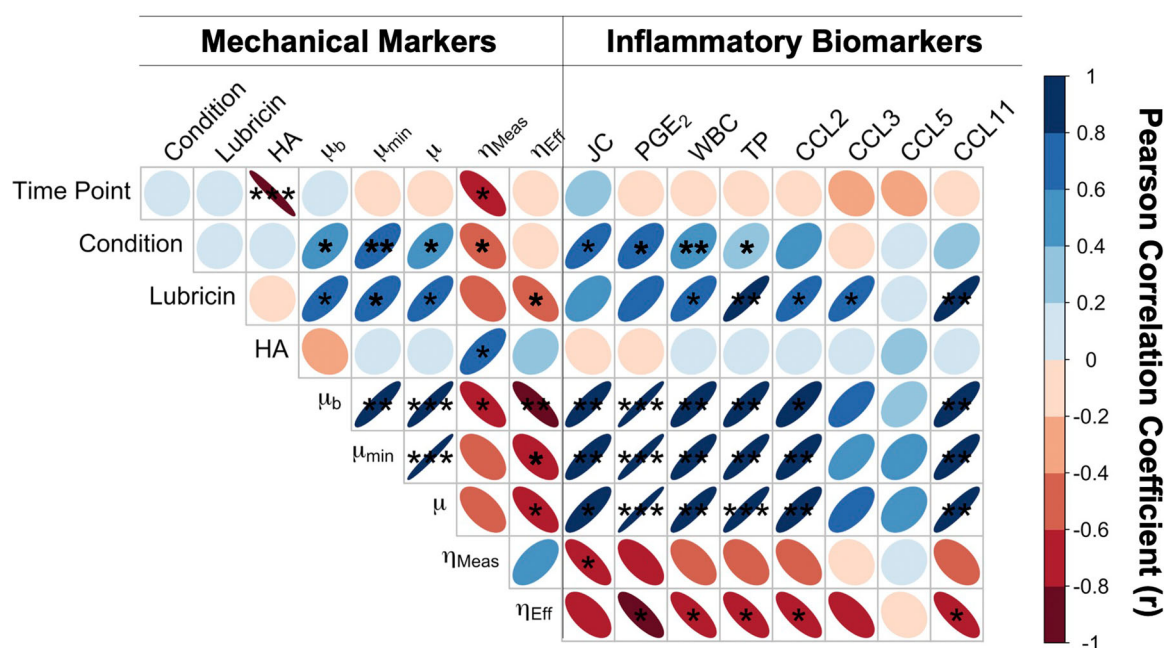 Mechanical Markers Inflammatory Biomarkers
Condition Lubricin HA μb μmin μ ηMeas ηEff JC PGE2 WBC TP CCL2 CCL3 CCL5 CCL11
Time Point *** *
Condition * ** * * * * ** *
Lubricin * * * * * ** * * **
HA *
μb ** *** * ** ** *** ** ** * **
μmin *** * ** *** ** ** ** **
μ * * *** ** *** ** **
ηMeas *
ηEff * * * * *
1
0.8
0.6
0.4
0.2
0
-0.2
-0.4
-0.6
-0.8
-1
Pearson Correlation Coefficient (r)